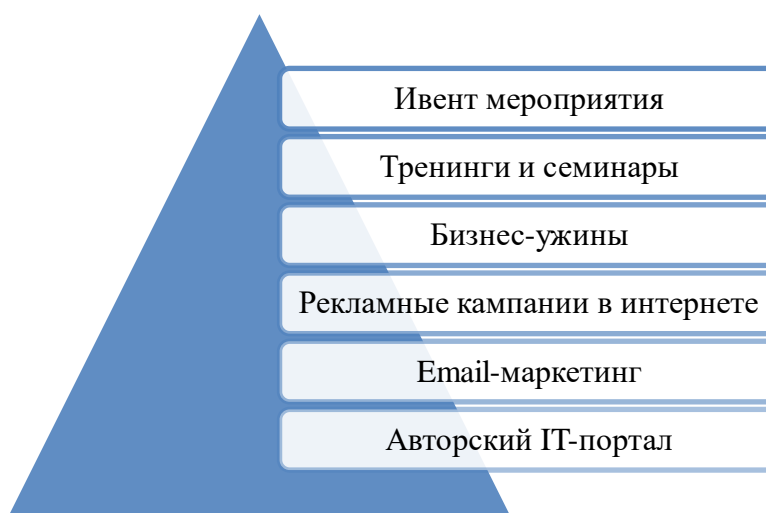 Ивент мероприятия
Тренинги и семинары
Бизнес-ужины
Рекламные кампании в интернете
Email-маркетинг
Авторский IT-портал